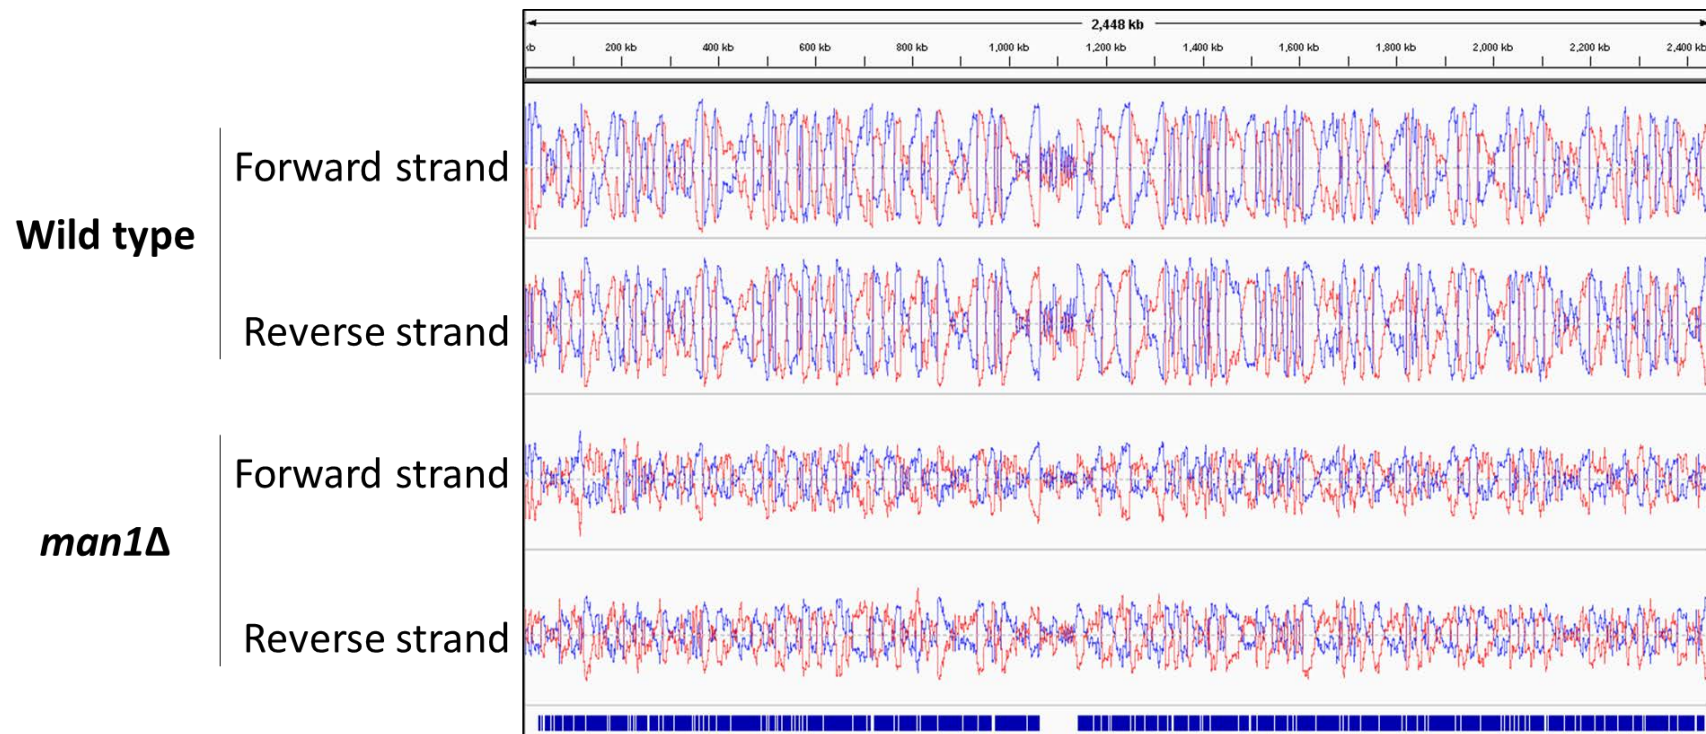 2,448 kb
kb 200 kb 400 kb 600 kb 800 kb 1,000 kb 1,200 kb 1,400 kb 1,600 kb 1,800 kb 2,000 kb 2,200 kb 2,400 kb
Forward strand
Wild type
Reverse strand
Forward strand
man1Δ
Reverse strand